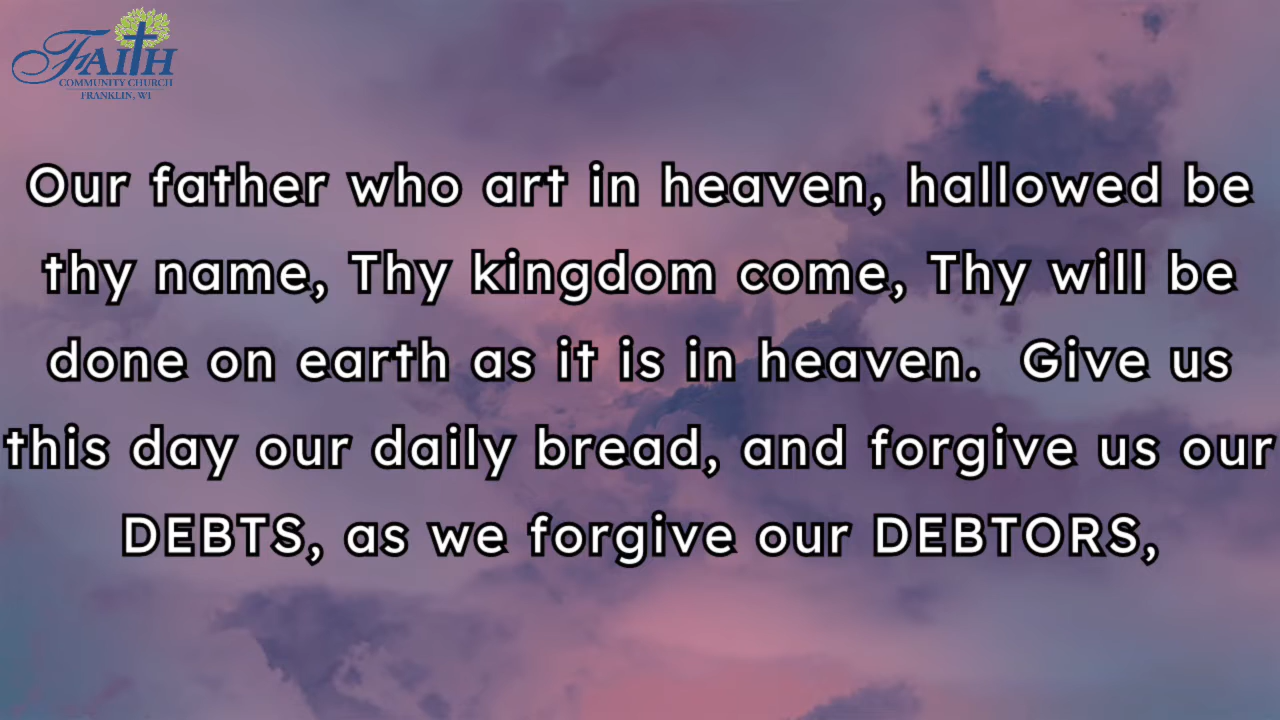 FAITH
COMMUNITY CHURCH
FRANKLIN, WI
Our father who art in heaven, hallowed be
thy name, Thy kingdom come, Thy will be
done on earth as it is in heaven.  Give us
this day our daily bread, and forgive us our
DEBTS, as we forgive our DEBTORS,